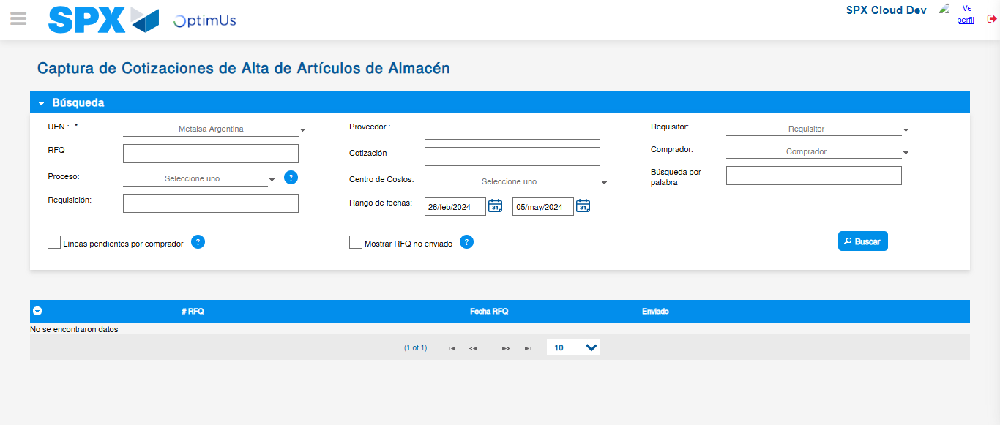 SPX OptimUs
SPX Cloud Dev
Ve
perfil
Captura de Cotizaciones de Alta de Artículos de Almacén
Búsqueda
UEN : * Metalsa Argentina
Proveedor :
Requisitor: Requisitor
RFQ
Cotización
Comprador: Comprador
Proceso: Seleccione uno... ?
Centro de Costos: Seleccione uno...
Búsqueda por
palabra
Requisición:
Rango de fechas: 26/feb/2024 31 05/may/2024 31
Líneas pendientes por comprador ?
Mostrar RFQ no enviado ?
Buscar
# RFQ Fecha RFQ Enviado
No se encontraron datos
(1 of 1) 10